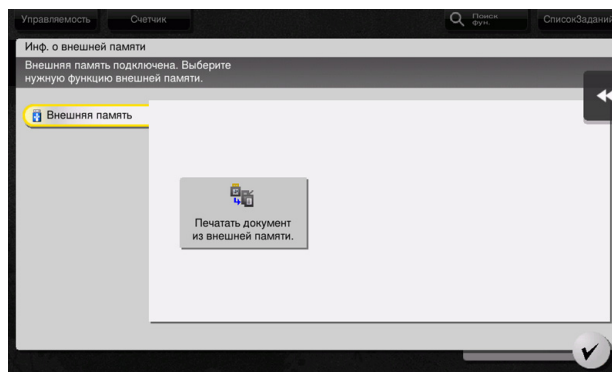 Управляемость
Счетчик
Поиск
фун.
СписокЗаданий
Инф. о внешней памяти
Внешняя память подключена. Выберите
нужную функцию внешней памяти.
Внешняя память
Печатать документ
из внешней памяти.